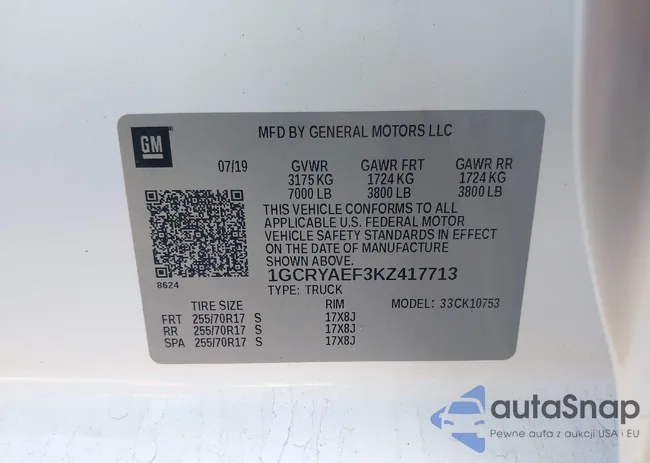 GM
MFD BY GENERAL MOTORS LLC
07/19 GVWR GAWR FRT GAWR RR
3175 KG 1724 KG 1724 KG
7000 LB 3800 LB 3800 LB
THIS VEHICLE CONFORMS TO ALL
APPLICABLE U.S. FEDERAL MOTOR
VEHICLE SAFETY STANDARDS IN EFFECT
ON THE DATE OF MANUFACTURE
SHOWN ABOVE.
8624
1GCRYAEF3KZ417713
TYPE: TRUCK
TIRE SIZE RIM MODEL: 33CK10753
FRT 255/70R17 S 17X8J
RR 255/70R17 S 17X8J
SPA 255/70R17 S 17X8J
autaSnap
Pewne auta z aukcji USA i EU